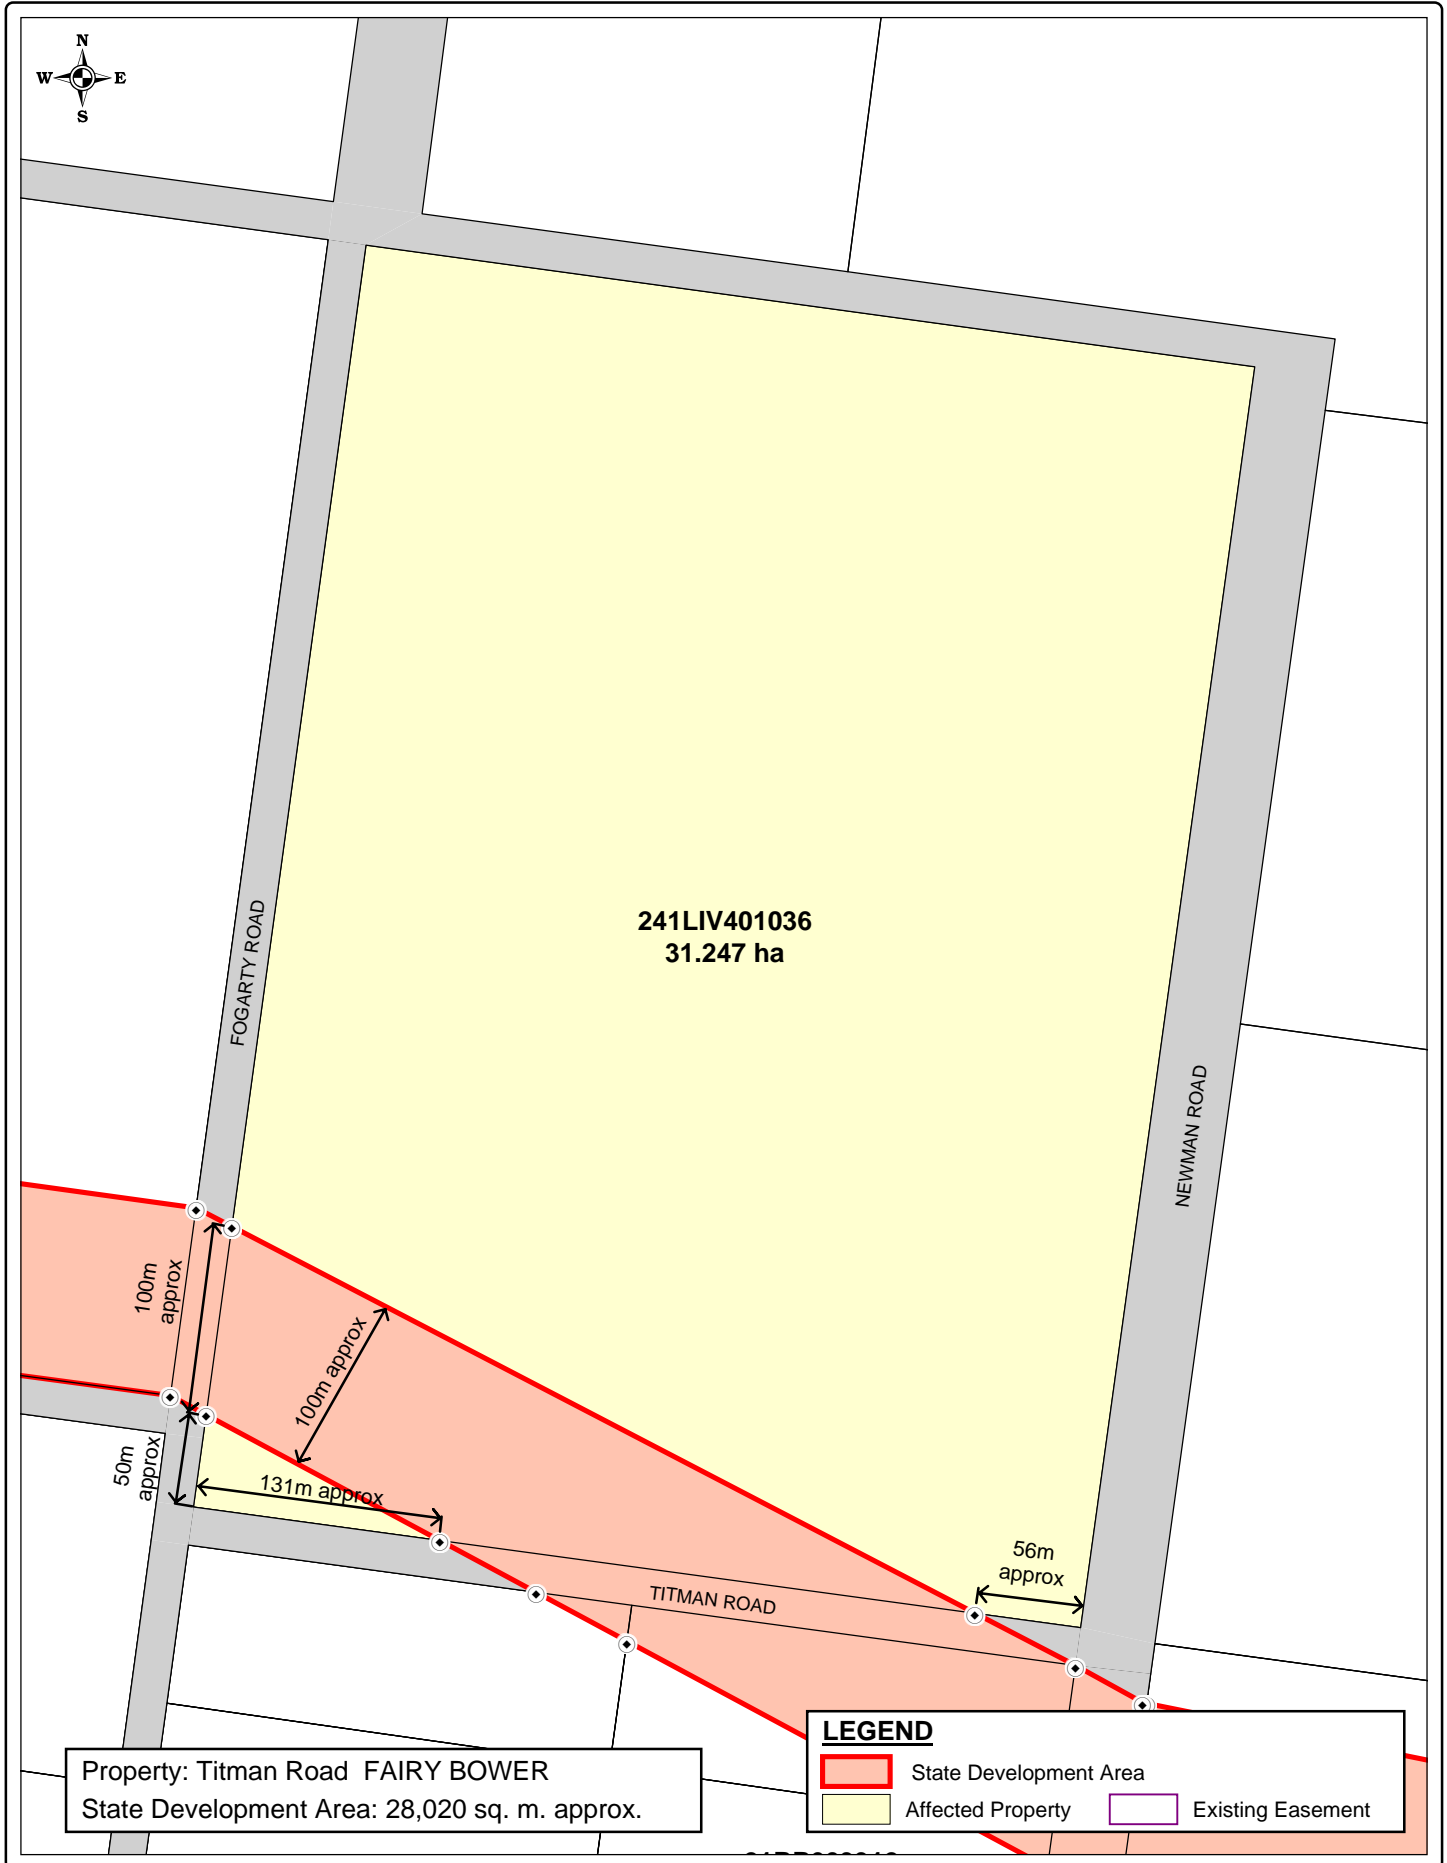 N
W E
S
241LIV401036
31.247 ha
FOGARTY ROAD
NEWMAN ROAD
100m
approx
100m approx
50m
approx
131m approx
56m
approx
TITMAN ROAD
Property: Titman Road FAIRY BOWER
State Development Area: 28,020 sq. m. approx.
LEGEND
State Development Area
Affected Property
Existing Easement